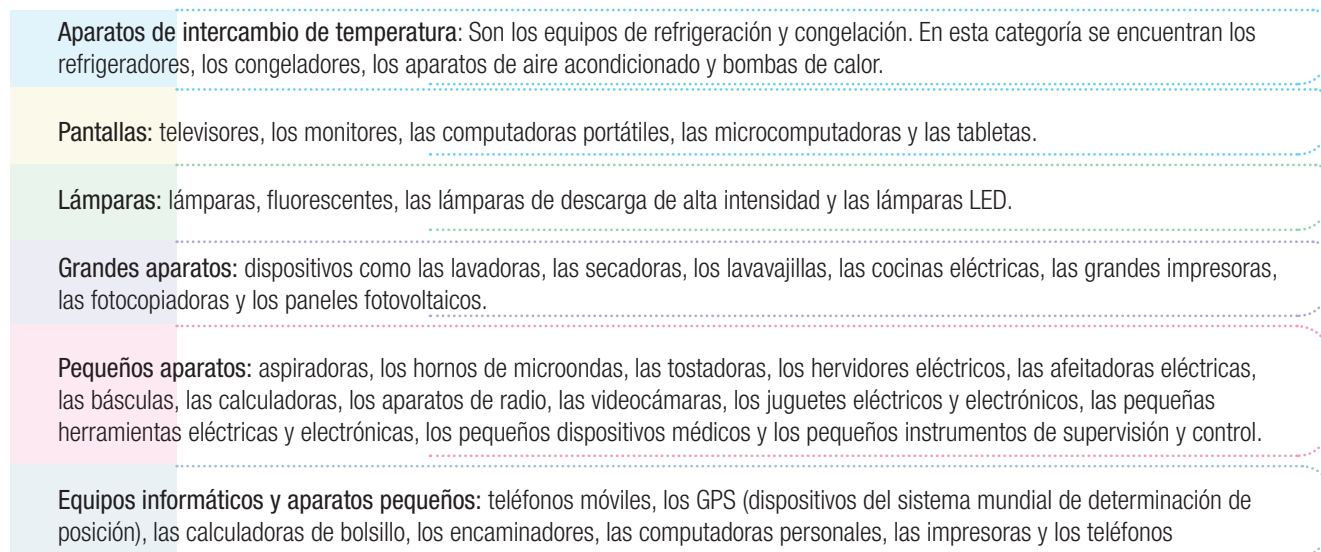 Aparatos de intercambio de temperatura: Son los equipos de refrigeración y congelación. En esta categoría se encuentran los
refrigeradores, los congeladores, los aparatos de aire acondicionado y bombas de calor.
Pantallas: televisores, los monitores, las computadoras portátiles, las microcomputadoras y las tabletas.
Lámparas: lámparas, fluorescentes, las lámparas de descarga de alta intensidad y las lámparas LED.
Grandes aparatos: dispositivos como las lavadoras, las secadoras, los lavavajillas, las cocinas eléctricas, las grandes impresoras,
las fotocopiadoras y los paneles fotovoltaicos.
Pequeños aparatos: aspiradoras, los hornos de microondas, las tostadoras, los hervidores eléctricos, las afeitadoras eléctricas,
las básculas, las calculadoras, los aparatos de radio, las videocámaras, los juguetes eléctricos y electrónicos, las pequeñas
herramientas eléctricas y electrónicas, los pequeños dispositivos médicos y los pequeños instrumentos de supervisión y control.
Equipos informáticos y aparatos pequeños: teléfonos móviles, los GPS (dispositivos del sistema mundial de determinación de
posición), las calculadoras de bolsillo, los encaminadores, las computadoras personales, las impresoras y los teléfonos